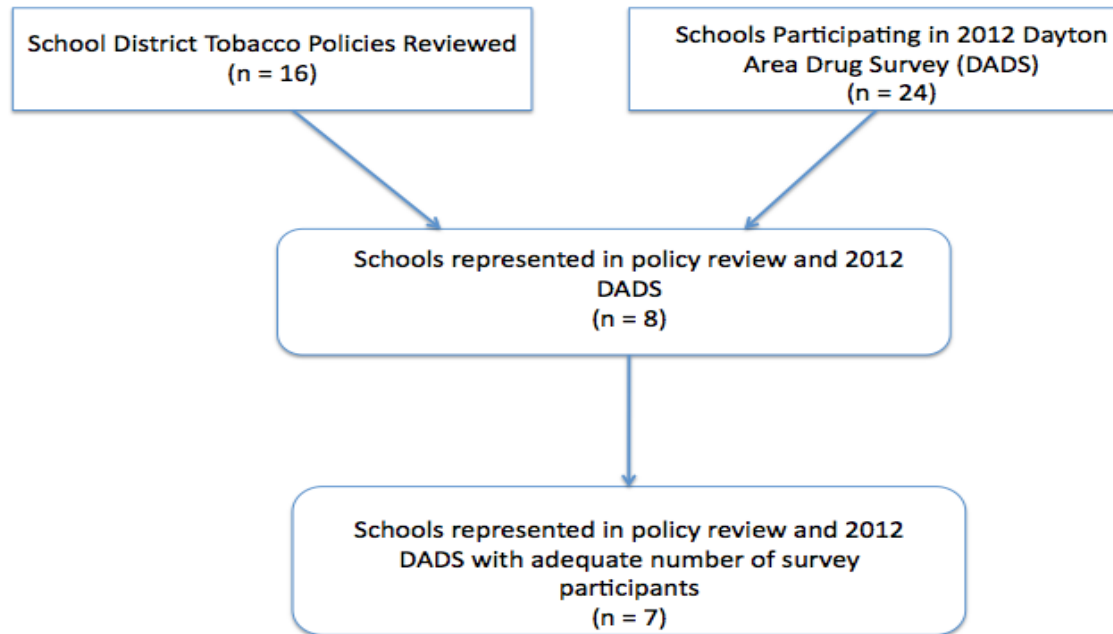 School District Tobacco Policies Reviewed
(n = 16)
Schools Participating in 2012 Dayton
Area Drug Survey (DADS)
(n = 24)
Schools represented in policy review and 2012
DADS
(n = 8)
Schools represented in policy review and 2012
DADS with adequate number of survey
participants
(n = 7)